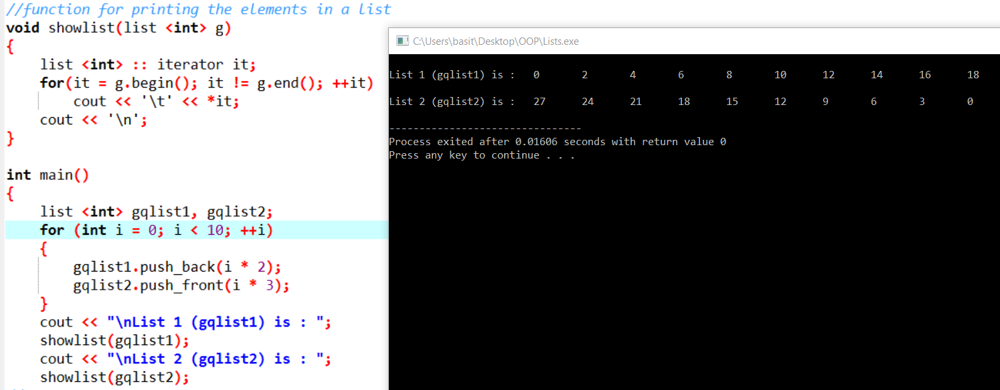 //function for printing the elements in a list
void showlist(list <int> g)
{
    list <int> :: iterator it;
    for(it = g.begin(); it != g.end(); ++it)
        cout << '\t' << *it;
    cout << '\n';
}

int main()
{
    list <int> gqlist1, gqlist2;
    for (int i = 0; i < 10; ++i)
    {
        gqlist1.push_back(i * 2);
        gqlist2.push_front(i * 3);
    }
    cout << "\nList 1 (gqlist1) is : ";
    showlist(gqlist1);
    cout << "\nList 2 (gqlist2) is : ";
    showlist(gqlist2);
C:\Users\basit\Desktop\OOP\Lists.exe
List 1 (gqlist1) is :   0       2       4       6       8       10      12      14      16      18
List 2 (gqlist2) is :   27      24      21      18      15      12      9       6       3       0
--------------------------------
Process exited after 0.01606 seconds with return value 0
Press any key to continue . . .